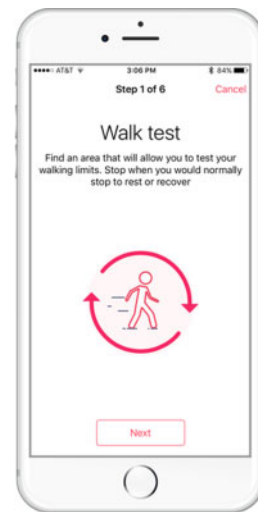 AT&T 3:06 PM 84%
Step 1 of 6 Cancel
Walk test
Find an area that will allow you to test your
walking limits. Stop when you would normally
stop to rest or recover
Next